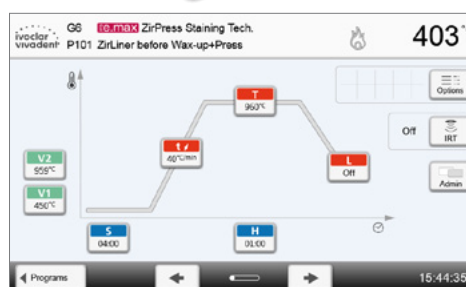 ivoclar vivadent
G6 IPS e.max ZirPress Staining Tech.
P101 ZirLiner before Wax-up+Press
403°
T
960°C
Options
t
40°C/min
Off
IRT
V2
959°C
L
Off
V1
450°C
Admin
S
04:00
H
01:00
Programs
15:44:35